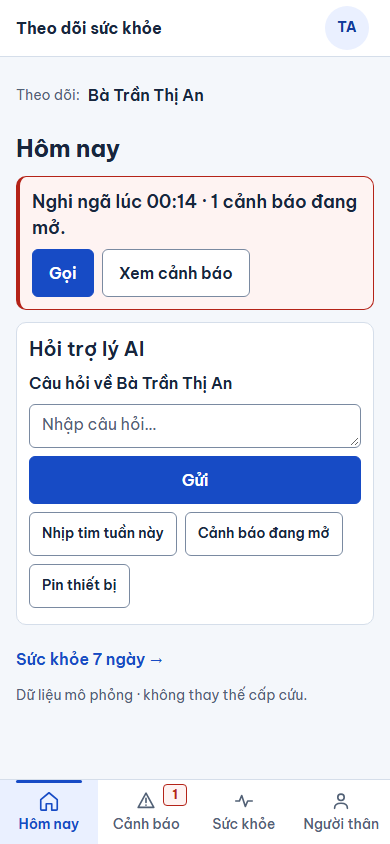 Theo dõi sức khỏe
TA
Theo dõi: Bà Trần Thị An
Hôm nay
Nghi ngã lúc 00:14 · 1 cảnh báo đang
mở.
Gọi
Xem cảnh báo
Hỏi trợ lý AI
Câu hỏi về Bà Trần Thị An
Nhập câu hỏi...
Gửi
Nhịp tim tuần này
Cảnh báo đang mở
Pin thiết bị
Sức khỏe 7 ngày →
Dữ liệu mô phỏng · không thay thế cấp cứu.
1
Hôm nay
Cảnh báo
Sức khỏe
Người thân